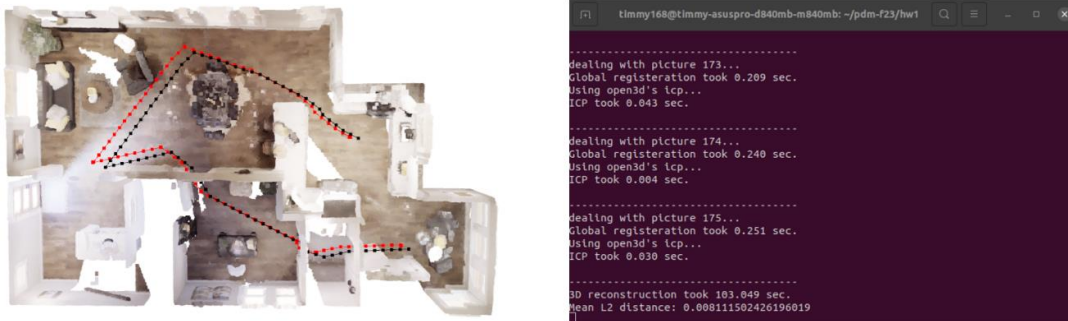 timmy168@timmy-asuspro-d840mb-m840mb: ~/pdm-f23/hw1
------------------------------------
dealing with picture 173...
Global registeration took 0.209 sec.
Using open3d's icp...
ICP took 0.043 sec.
------------------------------------
dealing with picture 174...
Global registeration took 0.240 sec.
Using open3d's icp...
ICP took 0.004 sec.
------------------------------------
dealing with picture 175...
Global registeration took 0.251 sec.
Using open3d's icp...
ICP took 0.030 sec.
------------------------------------
3D reconstruction took 103.049 sec.
Mean L2 distance: 0.008111502426196019